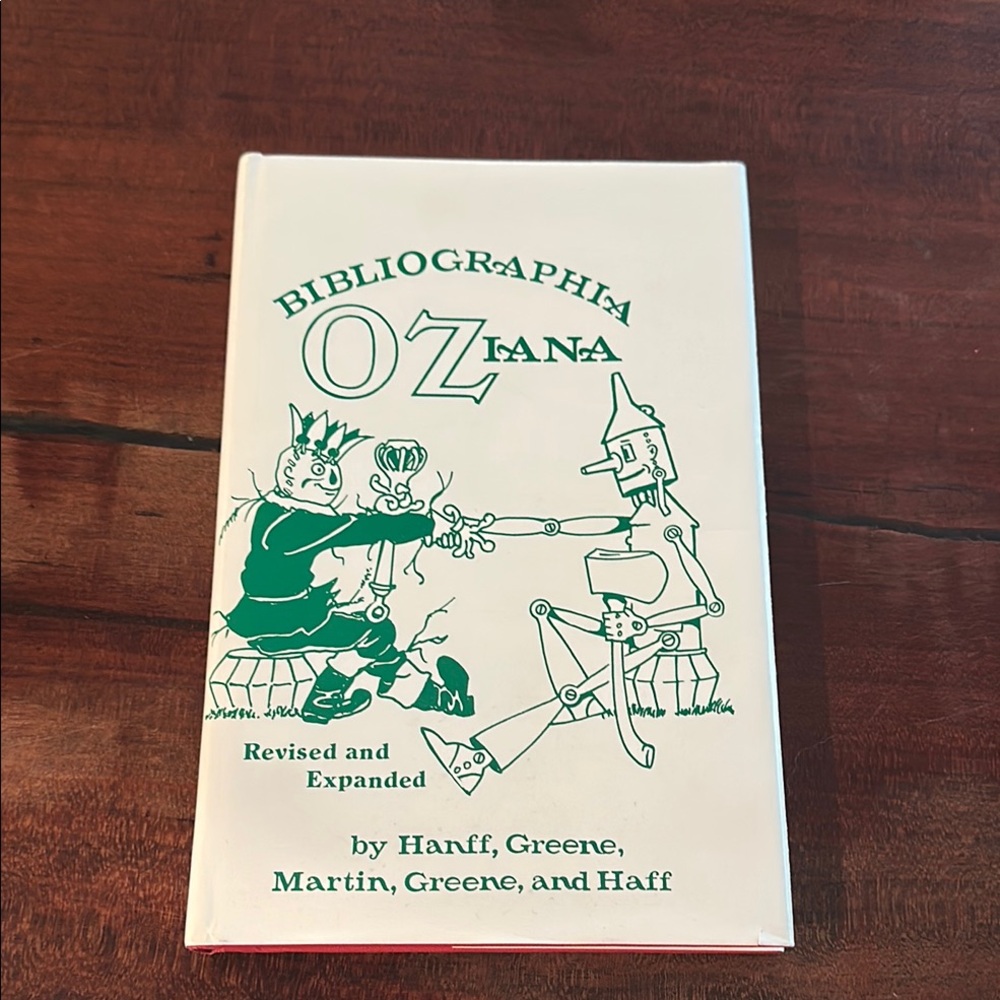 BIBLIOGRAPHIA
OZIANA
Revised and
Expanded
by Hanff, Greene,
Martin, Greene, and Haff